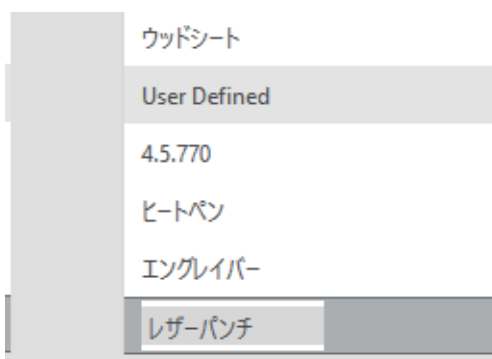 ウッドシート
User Defined
4.5.770
ヒートペン
エングレイバー
レザーパンチ